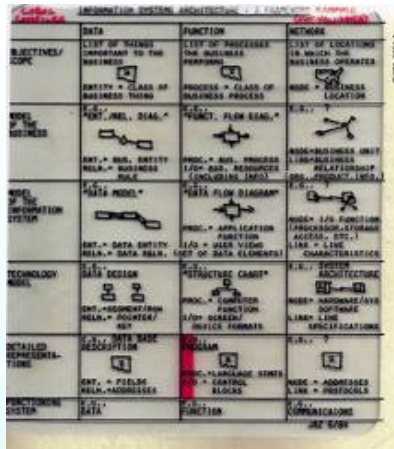 INFORMATION SYSTEMS ARCHITECTURE - A FRAMEWORK
DATA FUNCTION NETWORK
OBJECTIVES/
SCOPE
LIST OF THINGS
IMPORTANT TO THE
BUSINESS
ENTITY = CLASS OF
BUSINESS THING
LIST OF PROCESSES
THE BUSINESS
PERFORMS
PROCESS = CLASS OF
BUSINESS PROCESS
LIST OF LOCATIONS
IN WHICH THE
BUSINESS OPERATES
NODE = BUSINESS
LOCATION
MODEL
OF THE
BUSINESS
E.G.,
"ENT./REL. DIAG."
ENT.= BUS. ENTITY
RELN.= BUSINESS
RULE
E.G.,
"FUNCT. FLOW DIAG."
PROC.= BUS. PROCESS
I/O= BUS. RESOURCES
(INCLUDING INFO)
E.G., ?
NODE=BUSINESS UNIT
LINK=BUSINESS
RELATIONSHIP
(ORG.,PRODUCT,INFO.)
MODEL
OF THE
INFORMATION
SYSTEM
E.G.,
"DATA MODEL"
ENT.= DATA ENTITY
RELN.= DATA RELN.
E.G.,
"DATA FLOW DIAGRAM"
PROC.= APPLICATION
FUNCTION
I/O = USER VIEWS
(SET OF DATA ELEMENTS)
E.G., ?
NODE= I/S FUNCTION
(PROCESSOR,STORAGE
ACCESS, ETC.)
LINK = LINE
CHARACTERISTICS
TECHNOLOGY
MODEL
E.G.,
DATA DESIGN
ENT.=SEGMENT/ROW
RELN.= POINTER/
KEY
E.G.,
"STRUCTURE CHART"
PROC.= COMPUTER
FUNCTION
I/O= SCREEN/
DEVICE FORMATS
E.G., SYSTEM
ARCHITECTURE
NODE= HARDWARE/SYS
SOFTWARE
LINK= LINE
SPECIFICATIONS
DETAILED
REPRESENTA-
TIONS
E.G., DATA BASE
DESCRIPTION
ENT. = FIELDS
RELN.=ADDRESSES
E.G.,
PROGRAM
PROC.=LANGUAGE STMTS
I/O = CONTROL
BLOCKS
E.G., ?
NODE = ADDRESSES
LINK = PROTOCOLS
FUNCTIONING
SYSTEM
E.G.,
DATA
E.G.,
FUNCTION
E.G.,
COMMUNICATIONS